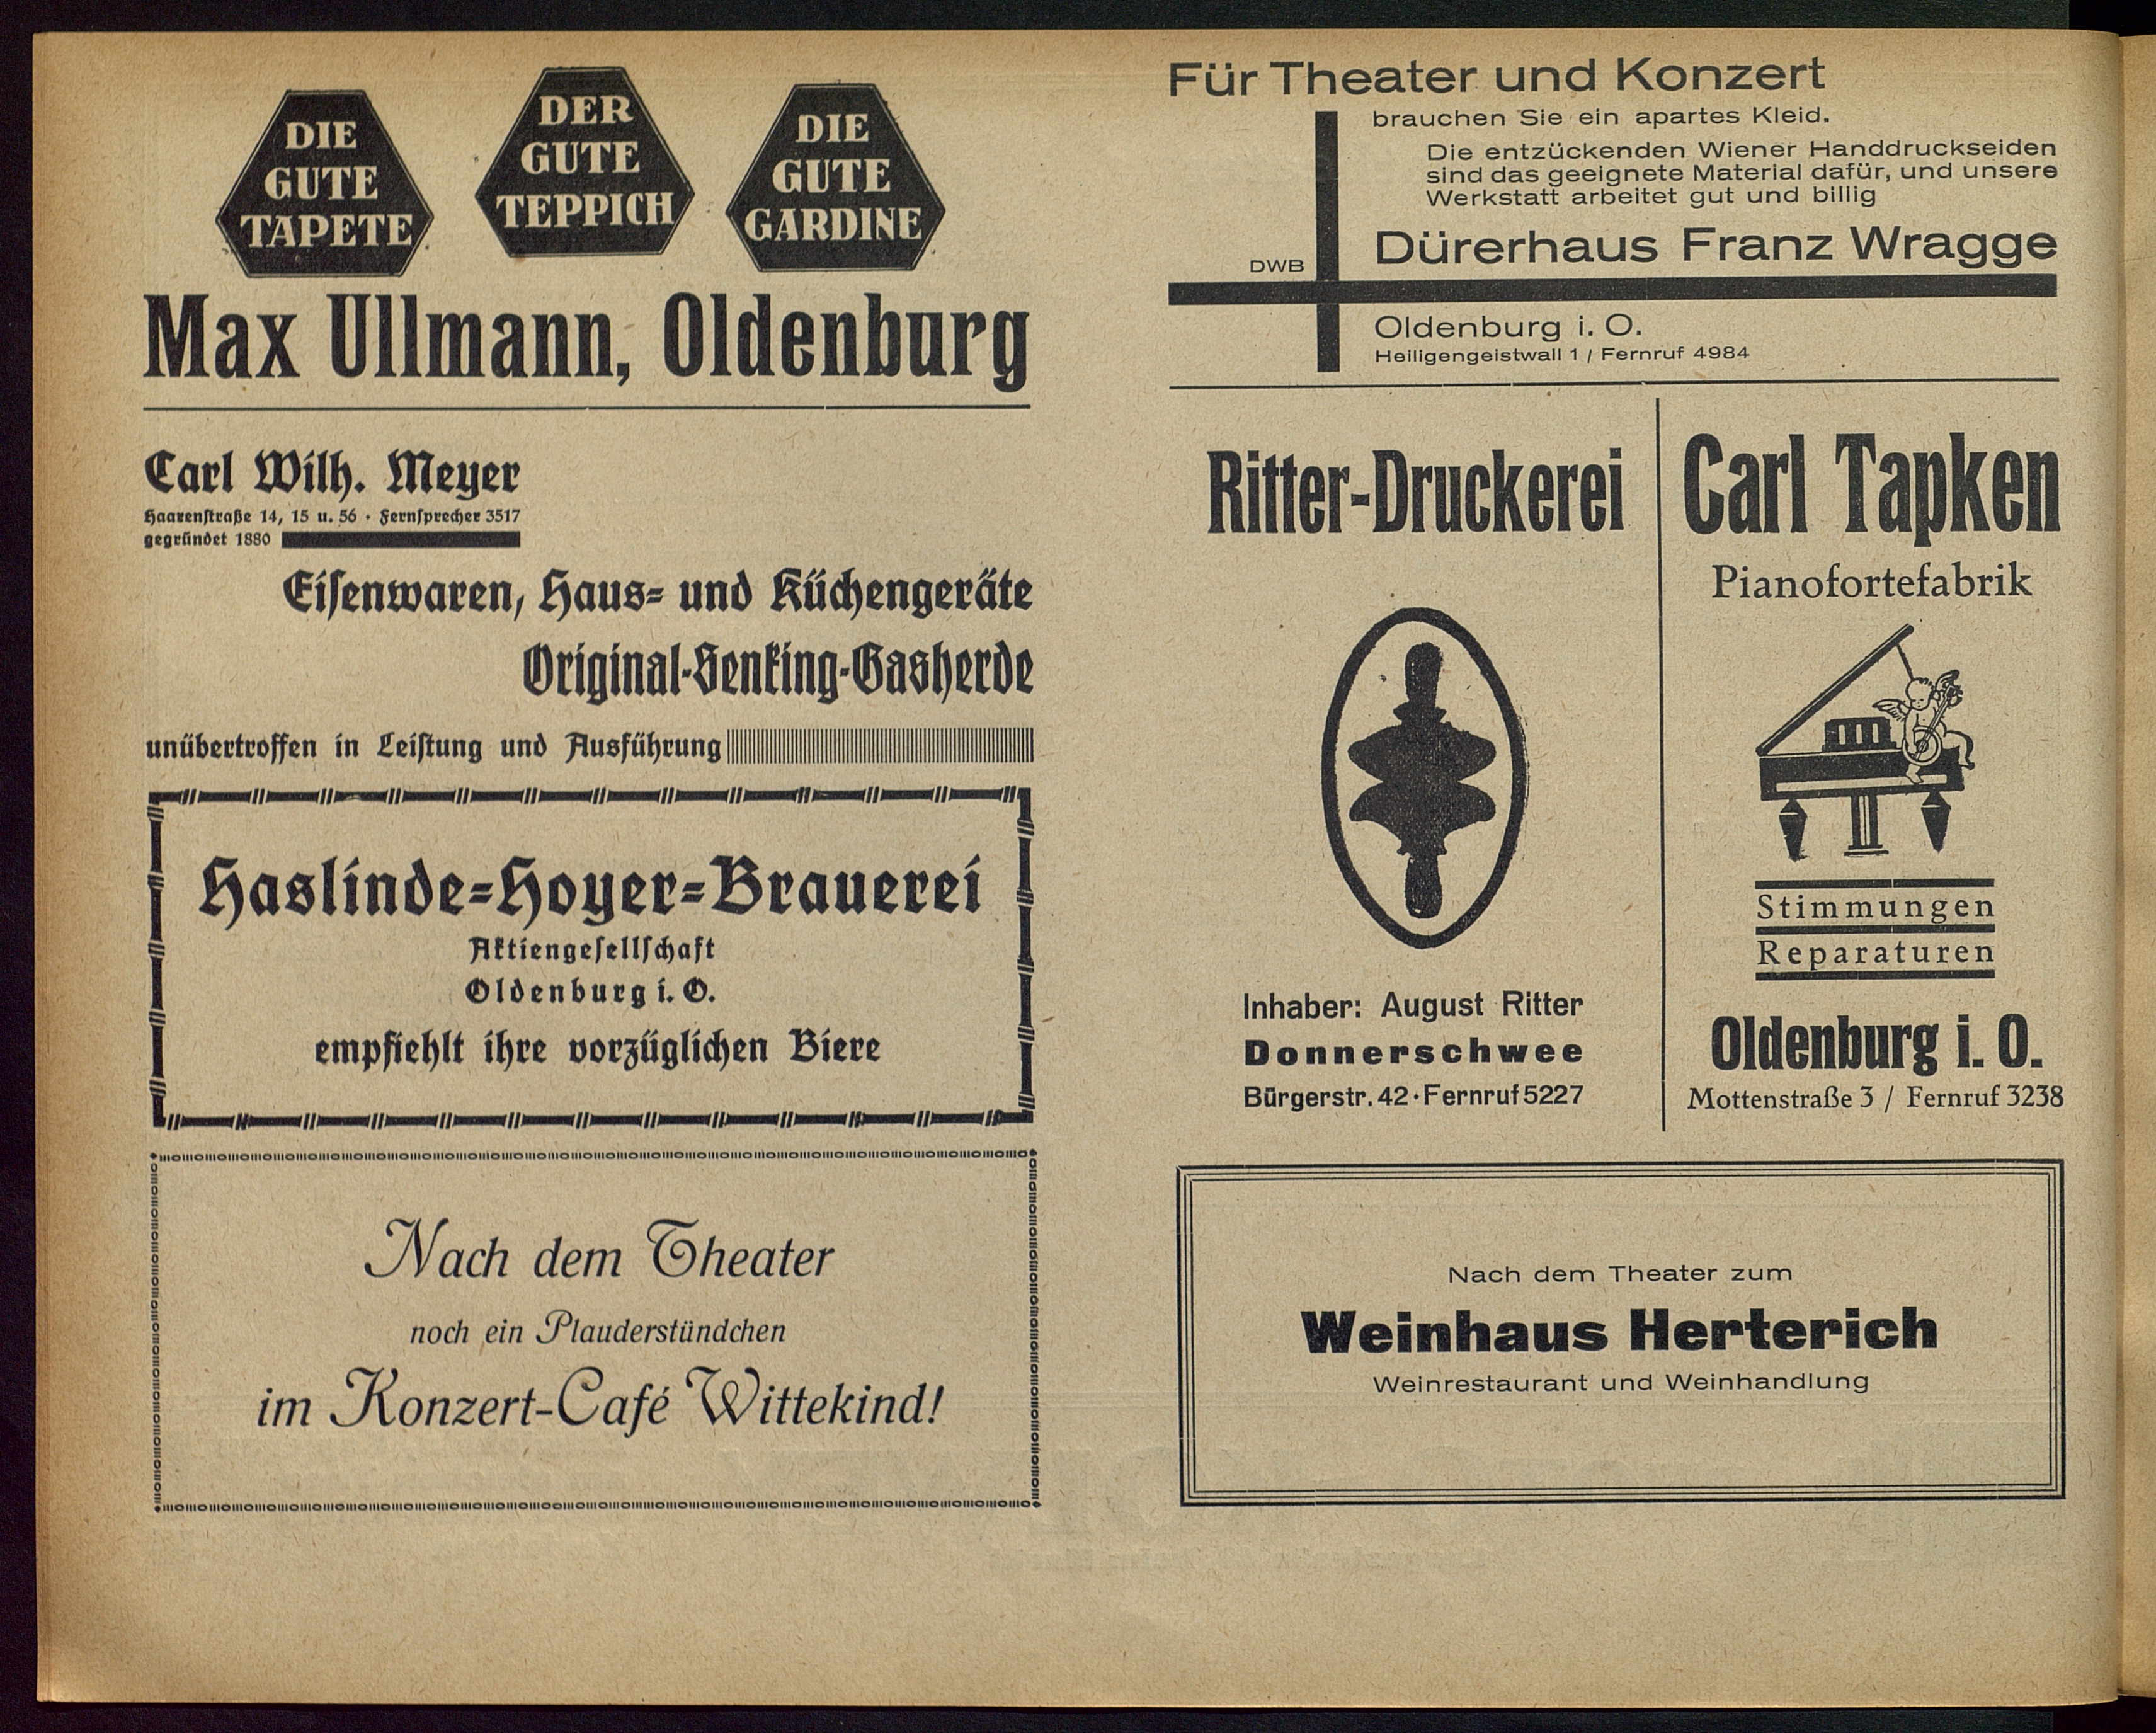 DIE
GUTE
TAPETE
DER
GUTE
TEPPICH
DIE
GUTE
GARDINE
Max Ullmann, Oldenburg
Carl Wilh. Meyer
Haarenſtraße 14, 15 u. 56 · Fernſprecher 3517
gegründet 1880
Eiſenwaren, Haus- und Küchengeräte
Original-Senking-Gasherde
unübertroffen in Leiſtung und Ausführung
Haslinde-Hoyer-Brauerei
Aktiengeſellſchaft
Oldenburg i. O.
empfiehlt ihre vorzüglichen Biere
Nach dem Theater
noch ein Plauderstündchen
im Konzert-Café Wittekind!
Für Theater und Konzert
brauchen Sie ein apartes Kleid.
Die entzückenden Wiener Handdruckseiden
sind das geeignete Material dafür, und unsere
Werkstatt arbeitet gut und billig
Dürerhaus Franz Wragge
DWB
Oldenburg i. O.
Heiligengeistwall 1 / Fernruf 4984
Ritter-Druckerei
Inhaber: August Ritter
Donnerschwee
Bürgerstr. 42 · Fernruf 5227
Carl Tapken
Pianofortefabrik
Stimmungen
Reparaturen
Oldenburg i. O.
Mottenstraße 3 / Fernruf 3238
Nach dem Theater zum
Weinhaus Herterich
Weinrestaurant und Weinhandlung